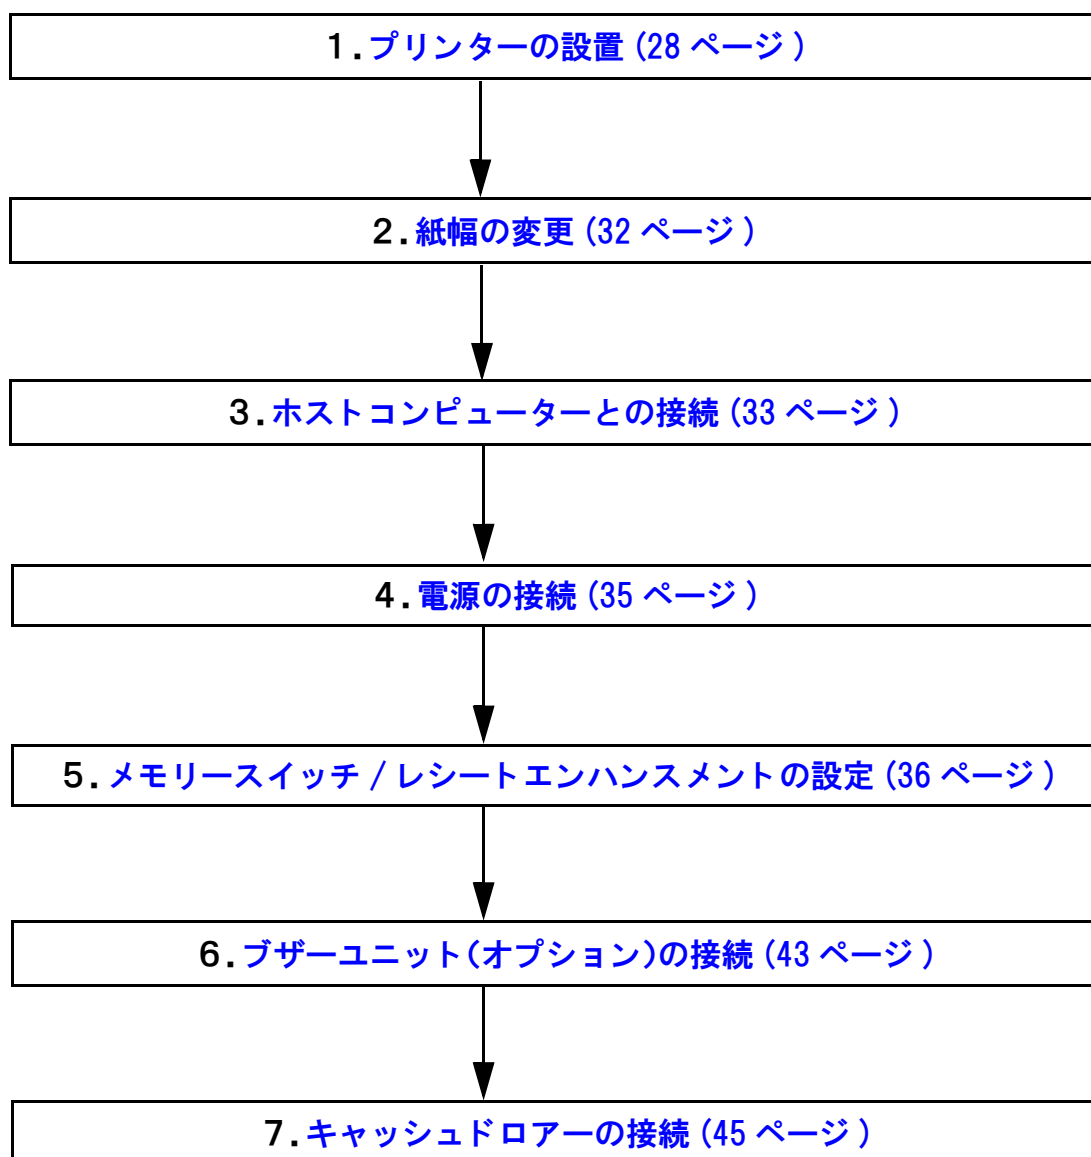 1.プリンターの設置 (28 ページ )
2.紙幅の変更 (32 ページ )
3.ホストコンピューターとの接続 (33 ページ )
4.電源の接続 (35 ページ )
5.メモリースイッチ / レシートエンハンスメントの設定 (36 ページ )
6.ブザーユニット(オプション)の接続 (43 ページ )
7.キャッシュドロアーの接続 (45 ページ )